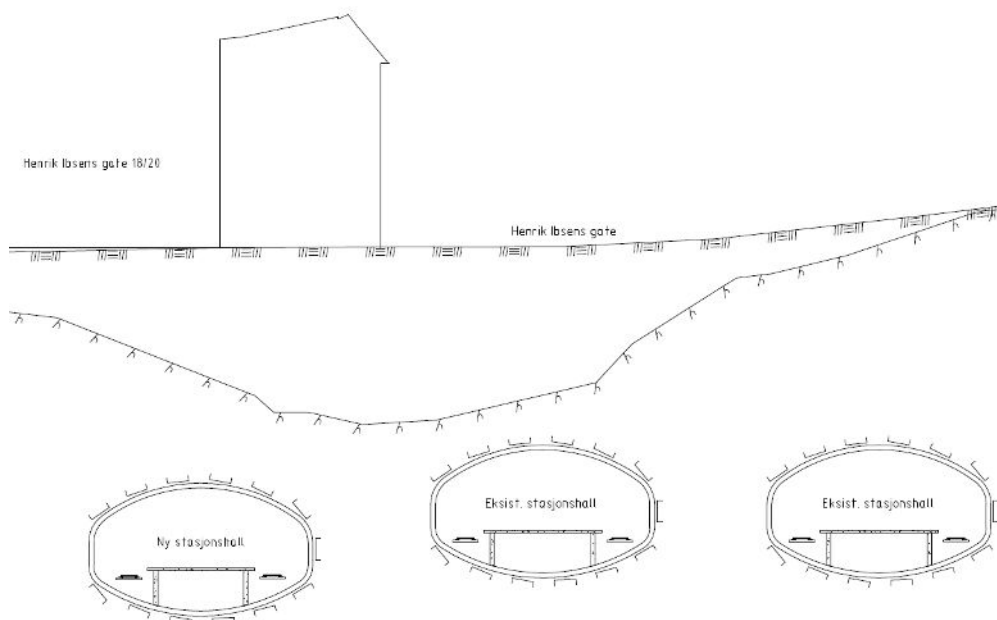 Henrik Ibsens gate 18/20
Henrik Ibsens gate
Eksist. stasjonshall
Eksist. stasjonshall
Ny stasjonshall